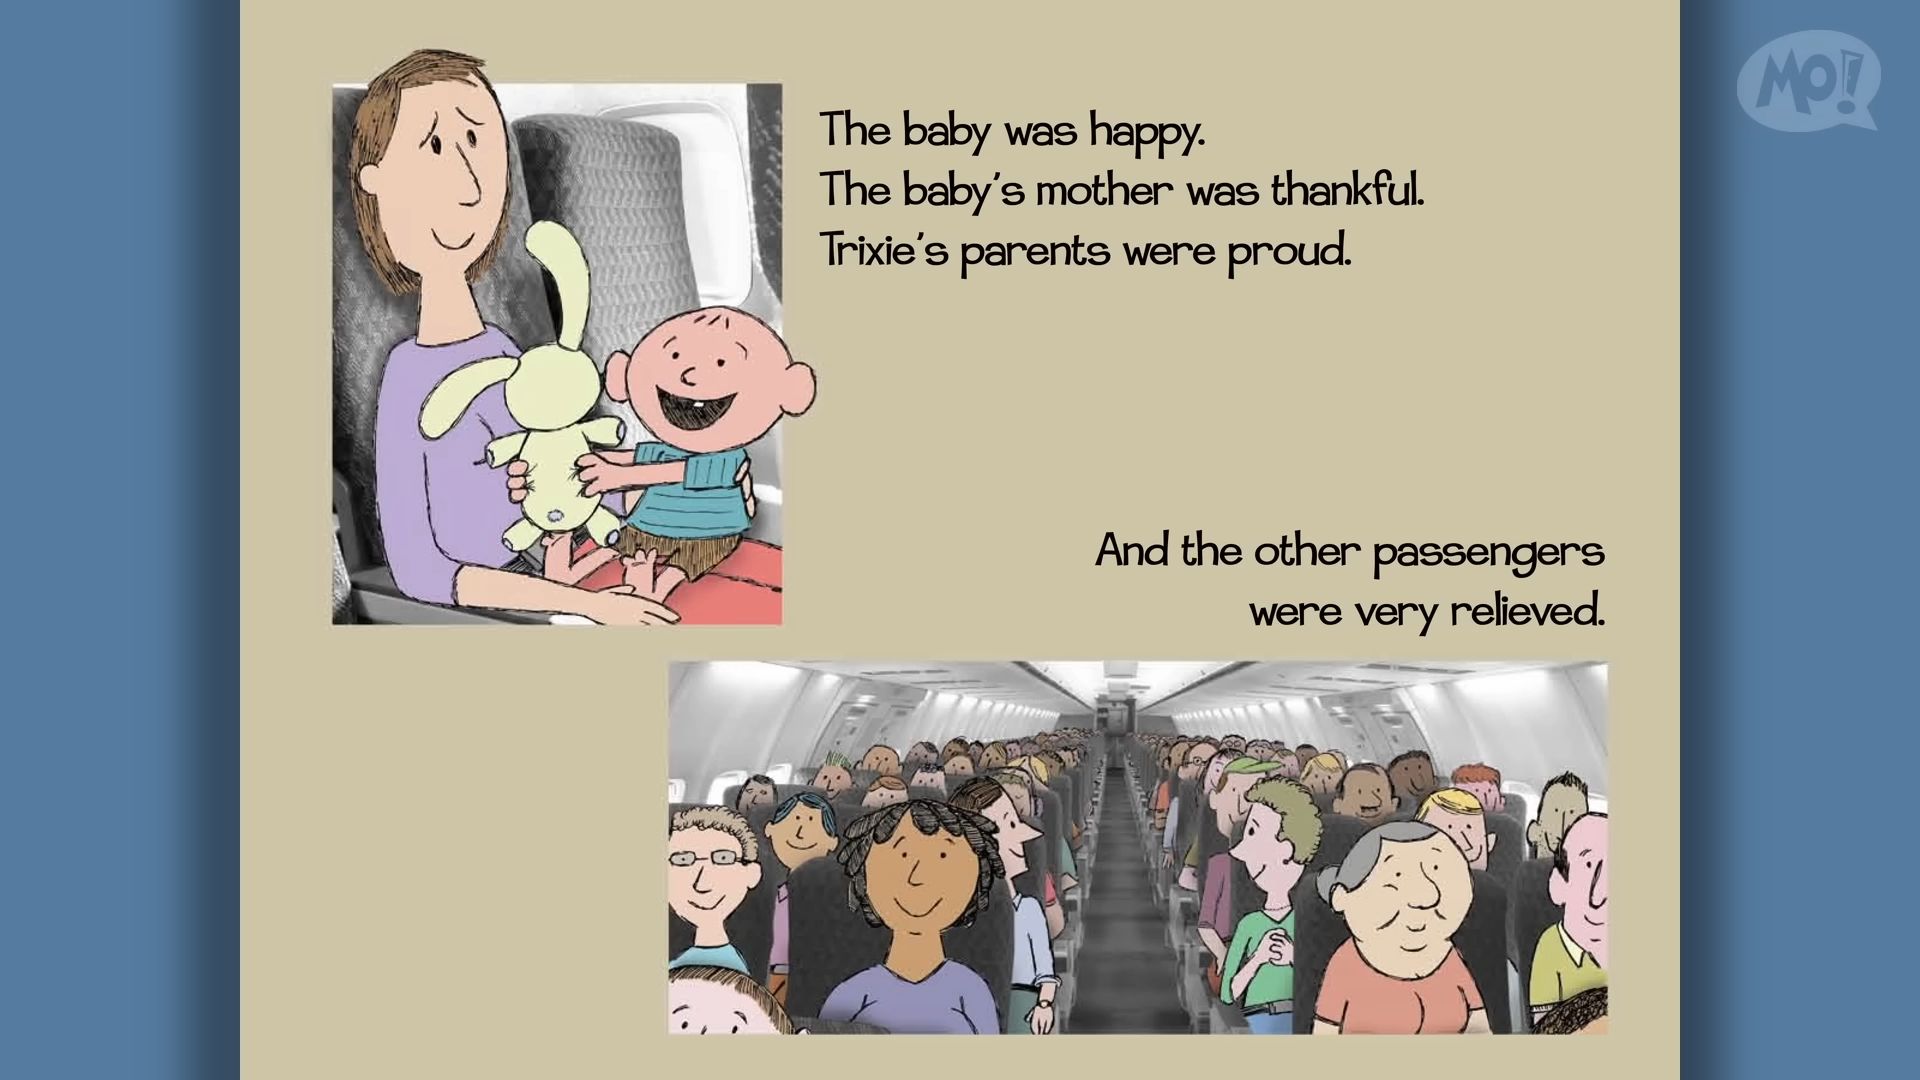 MO!
The baby was happy.
The baby's mother was thankful.
Trixie's parents were proud.
And the other passengers
were very relieved.